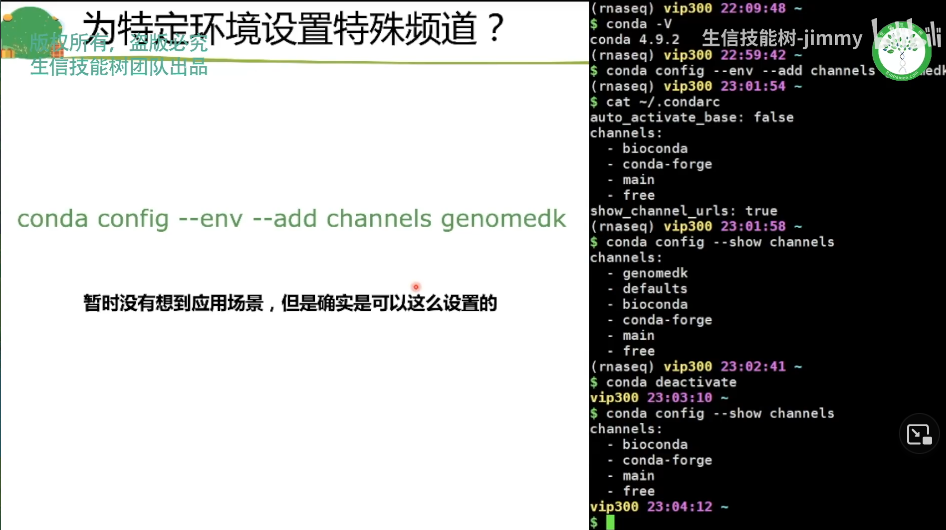 为特定环境设置特殊频道？
版权所有，盗版必究
生信技能树团队出品
conda config --env --add channels genomedk
暂时没有想到应用场景，但是确实是可以这么设置的
生信技能树-jimmy
bilibili
(rnaseq) vip300 22:09:48 ~
$ conda -V
conda 4.9.2
(rnaseq) vip300 22:59:42 ~
$ conda config --env --add channels
(rnaseq) vip300 23:01:54 ~
$ cat ~/.condarc
auto_activate_base: false
channels:
- bioconda
- conda-forge
- main
- free
show_channel_urls: true
(rnaseq) vip300 23:01:58 ~
$ conda config --show channels
channels:
- genomedk
- defaults
- bioconda
- conda-forge
- main
- free
(rnaseq) vip300 23:02:41 ~
$ conda deactivate
vip300 23:03:10 ~
$ conda config --show channels
channels:
- bioconda
- conda-forge
- main
- free
vip300 23:04:12 ~
$